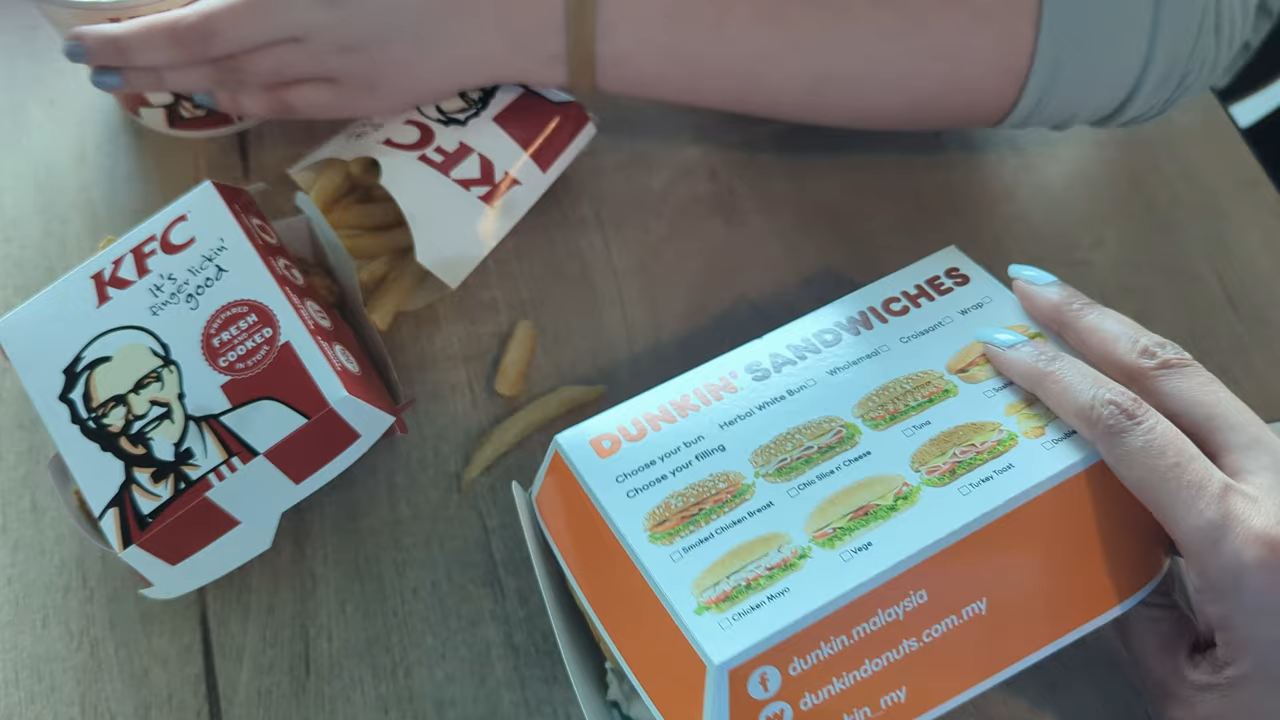 KFC
KFC
It's
finger lickin'
good
PREPARED
FRESH
AND
COOKED
IN STORE
DUNKIN' SANDWICHES
Choose your bun Herbal White Bun Wholemeal Croissant Wrap
Choose your filling
Smoked Chicken Breast
Chic Slice n' Cheese
Tuna
Chicken Mayo
Vege
Turkey Toast
Double
dunkin.malaysia
dunkindonuts.com.my